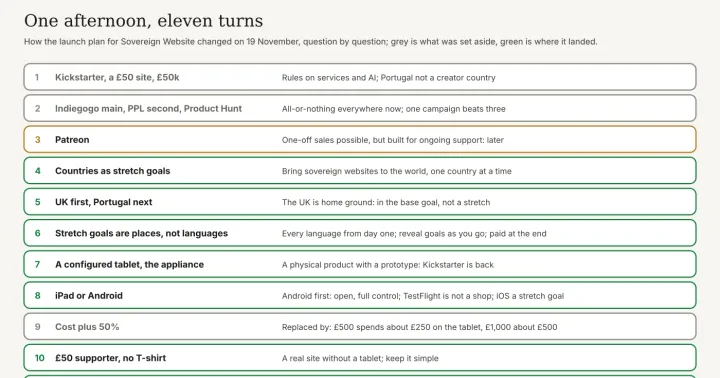 One afternoon, eleven turns
How the launch plan for Sovereign Website changed on 19 November, question by question; grey is what was set aside, green is where it landed.
1 Kickstarter, a £50 site, £50k Rules on services and AI; Portugal not a creator country
2 Indiegogo main, PPL second, Product Hunt All-or-nothing everywhere now; one campaign beats three
3 Patreon One-off sales possible, but built for ongoing support: later
4 Countries as stretch goals Bring sovereign websites to the world, one country at a time
5 UK first, Portugal next The UK is home ground: in the base goal, not a stretch
6 Stretch goals are places, not languages Every language from day one; reveal goals as you go; paid at the end
7 A configured tablet, the appliance A physical product with a prototype: Kickstarter is back
8 iPad or Android Android first: open, full control; TestFlight is not a shop; iOS a stretch goal
9 Cost plus 50% Replaced by: £500 spends about £250 on the tablet, £1,000 about £500
10 £50 supporter, no T-shirt A real site without a tablet; keep it simple